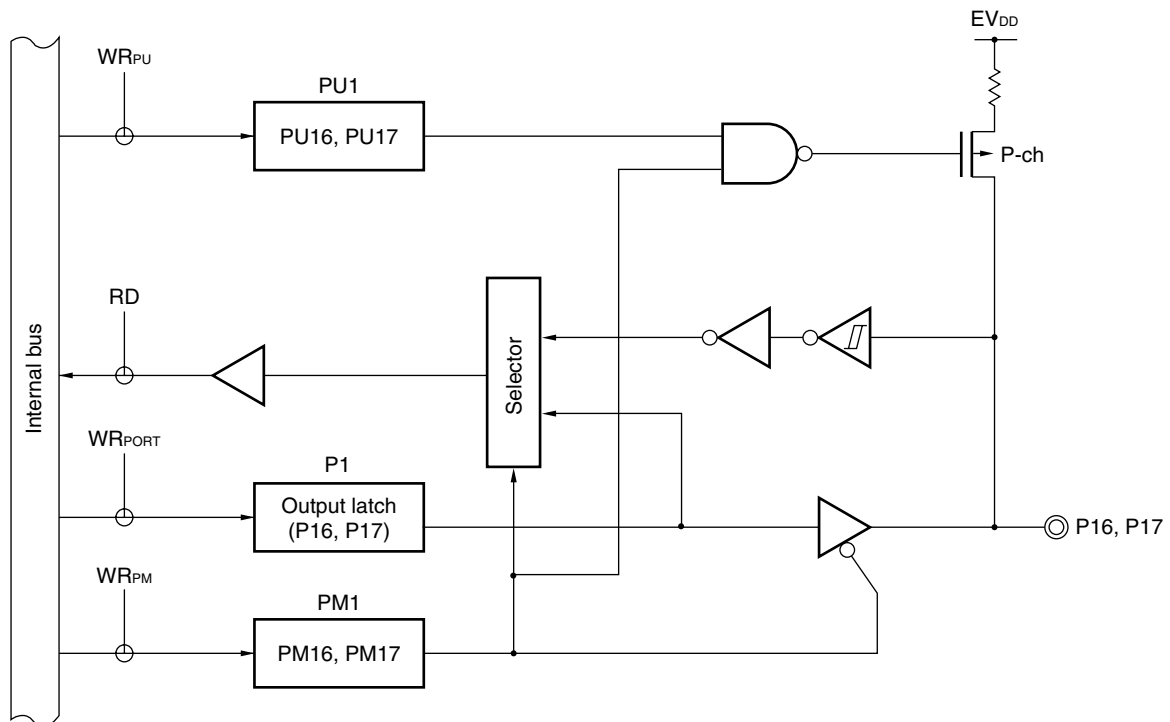 EVDD
WRPU
PU1
PU16, PU17
P-ch
RD
Internal bus
Selector
WRPORT
P1
Output latch
(P16, P17)
P16, P17
WRPM
PM1
PM16, PM17